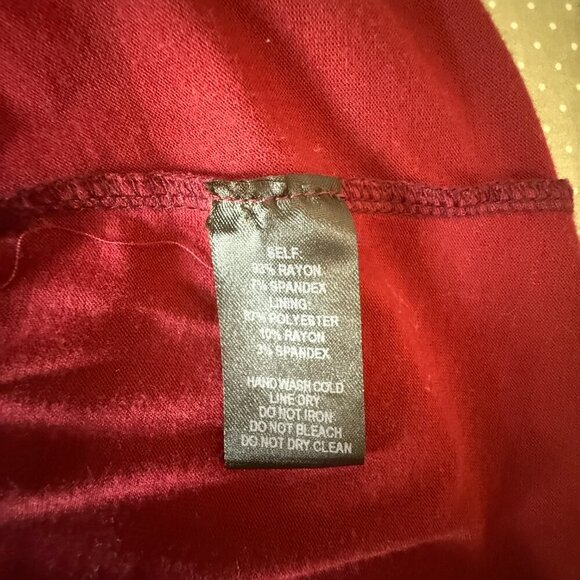 SELF:
93% RAYON
7% SPANDEX
LINING:
87% POLYESTER
10% RAYON
3% SPANDEX
HAND WASH COLD
LINE DRY
DO NOT IRON
DO NOT BLEACH
DO NOT DRY CLEAN